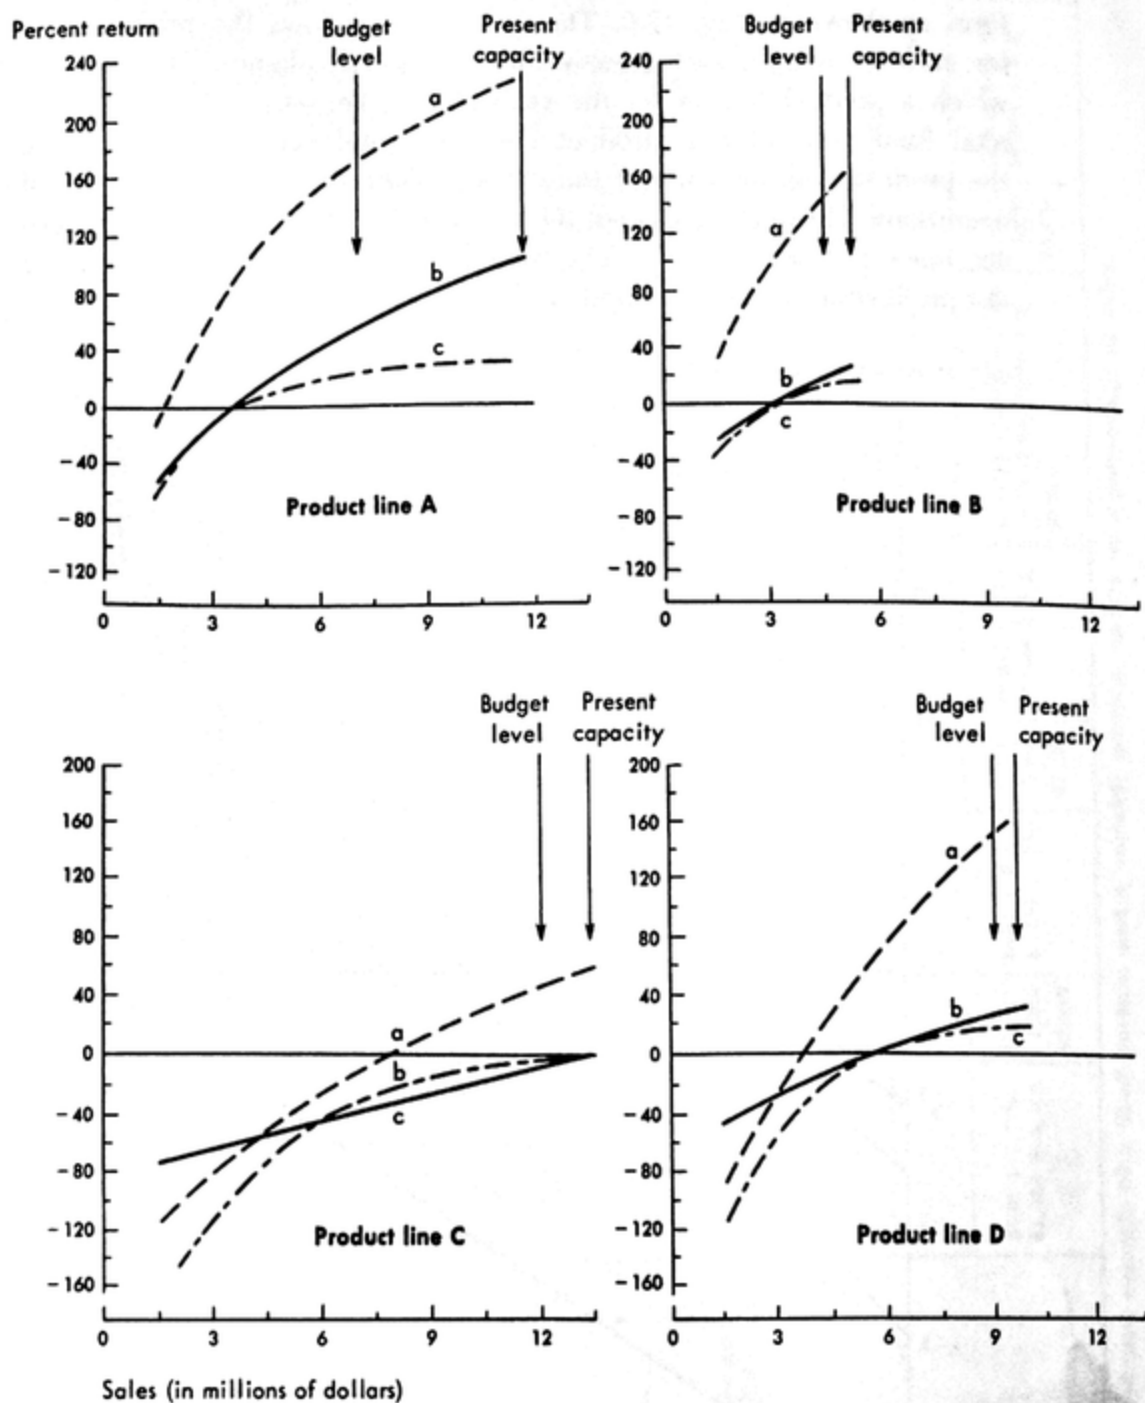 Percent return
Budget level
Present capacity
240
200
160
120
80
40
0
-40
-80
-120
a
b
c
Product line A
0 3 6 9 12
Budget level
Present capacity
240
200
160
120
80
40
0
-40
-80
-120
a
b
c
Product line B
0 3 6 9 12
Budget level
Present capacity
200
160
120
80
40
0
-40
-80
-120
-160
a
b
c
Product line C
0 3 6 9 12
Budget level
Present capacity
200
160
120
80
40
0
-40
-80
-120
-160
a
b
c
Product line D
0 3 6 9 12
Sales (in millions of dollars)